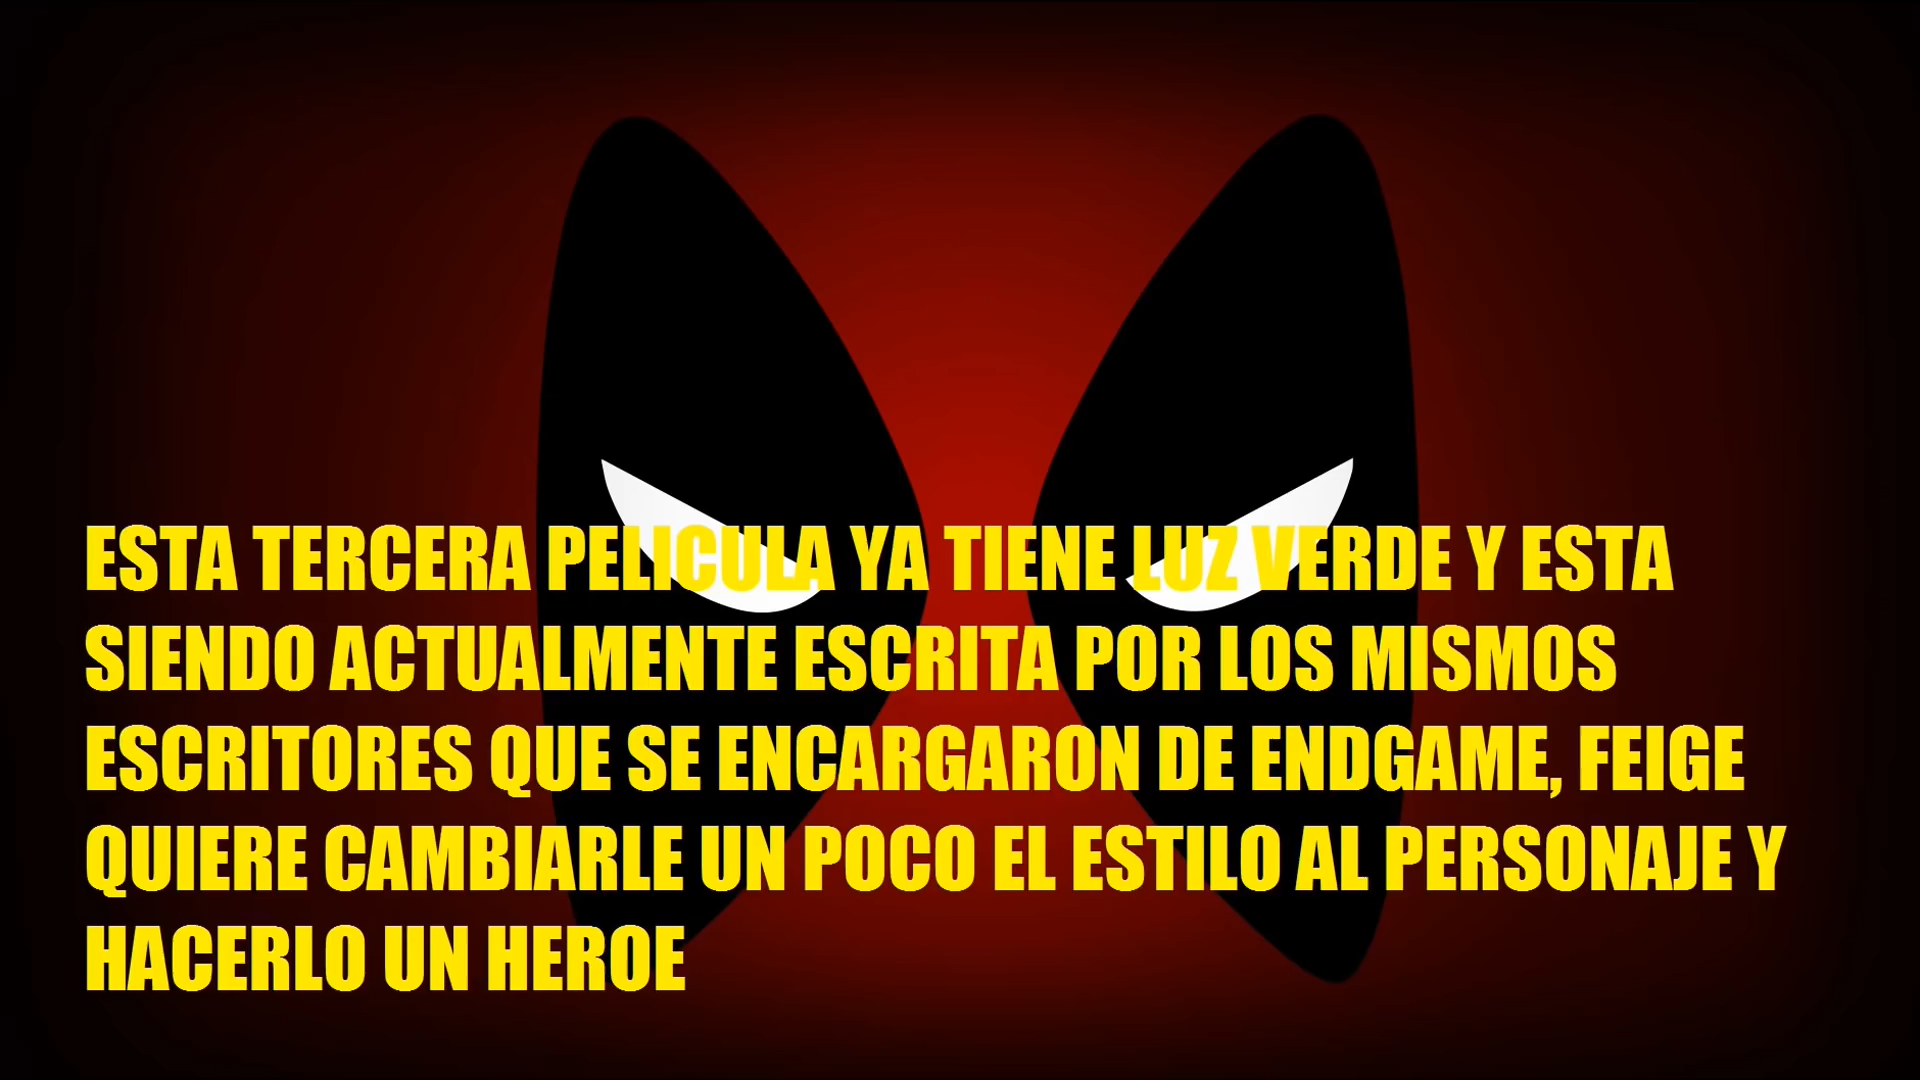 ESTA TERCERA PELICULA YA TIENE LUZ VERDE Y ESTA
SIENDO ACTUALMENTE ESCRITA POR LOS MISMOS
ESCRITORES QUE SE ENCARGARON DE ENDGAME, FEIGE
QUIERE CAMBIARLE UN POCO EL ESTILO AL PERSONAJE Y
HACERLO UN HEROE